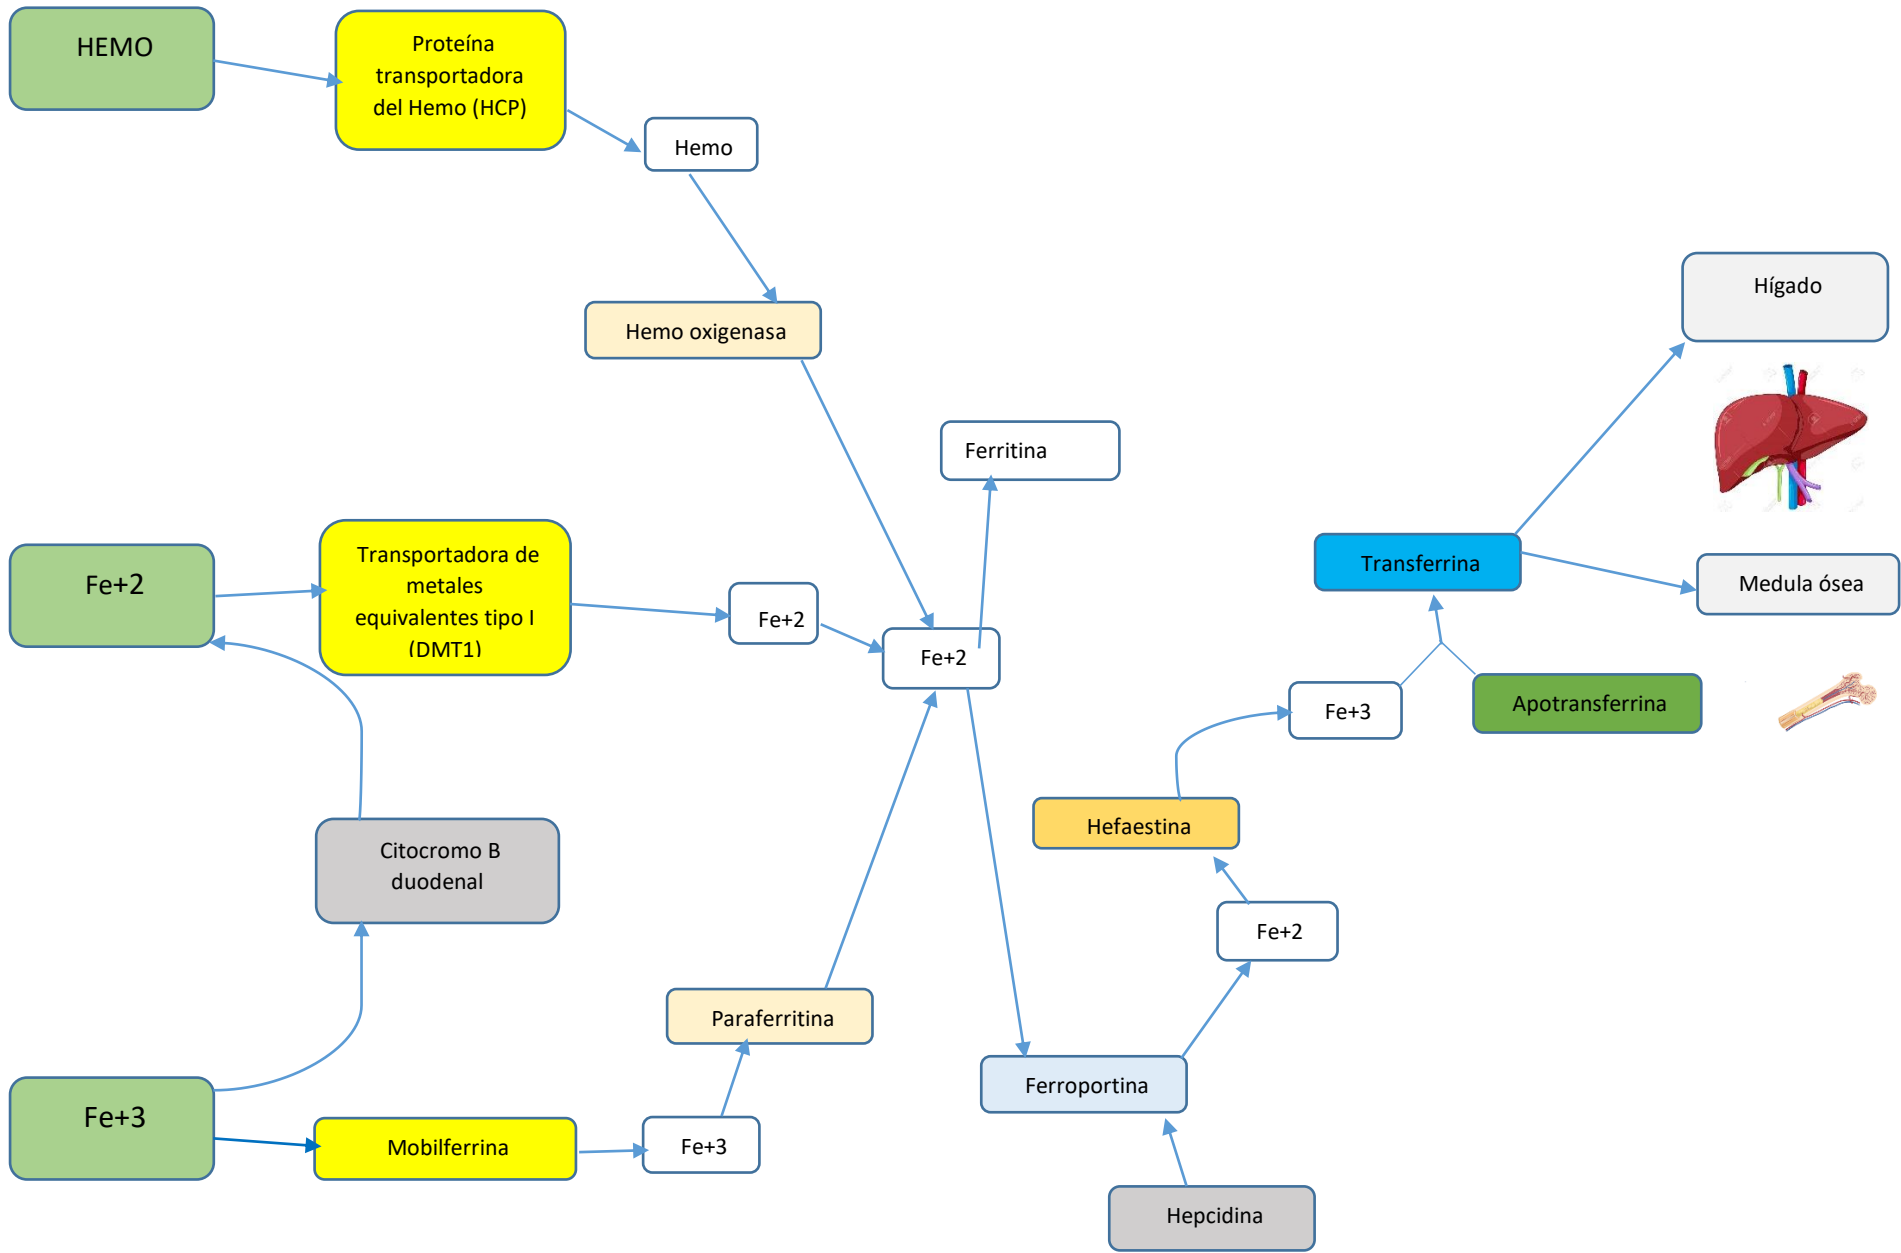 HEMO
Proteína
transportadora
del Hemo (HCP)
Hemo
Hemo oxigenasa
Hígado
Ferritina
Transferrina
Medula ósea
Fe+2
Transportadora de
metales
equivalentes tipo I
(DMT1)
Fe+2
Fe+2
Fe+3
Apotransferrina
Hefaestina
Citocromo B
duodenal
Fe+2
Paraferritina
Ferroportina
Fe+3
Mobilferrina
Fe+3
Hepcidina